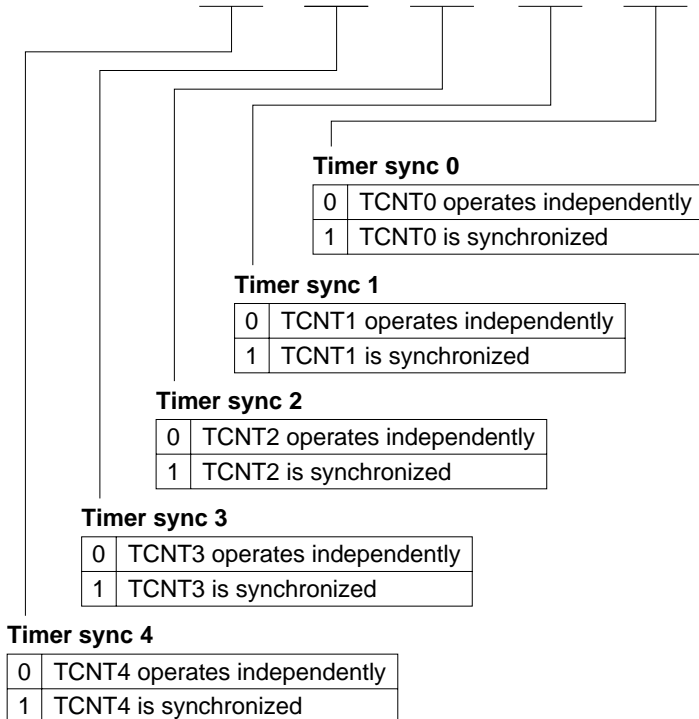 Timer sync 0
0 TCNT0 operates independently
1 TCNT0 is synchronized
Timer sync 1
0 TCNT1 operates independently
1 TCNT1 is synchronized
Timer sync 2
0 TCNT2 operates independently
1 TCNT2 is synchronized
Timer sync 3
0 TCNT3 operates independently
1 TCNT3 is synchronized
Timer sync 4
0 TCNT4 operates independently
1 TCNT4 is synchronized